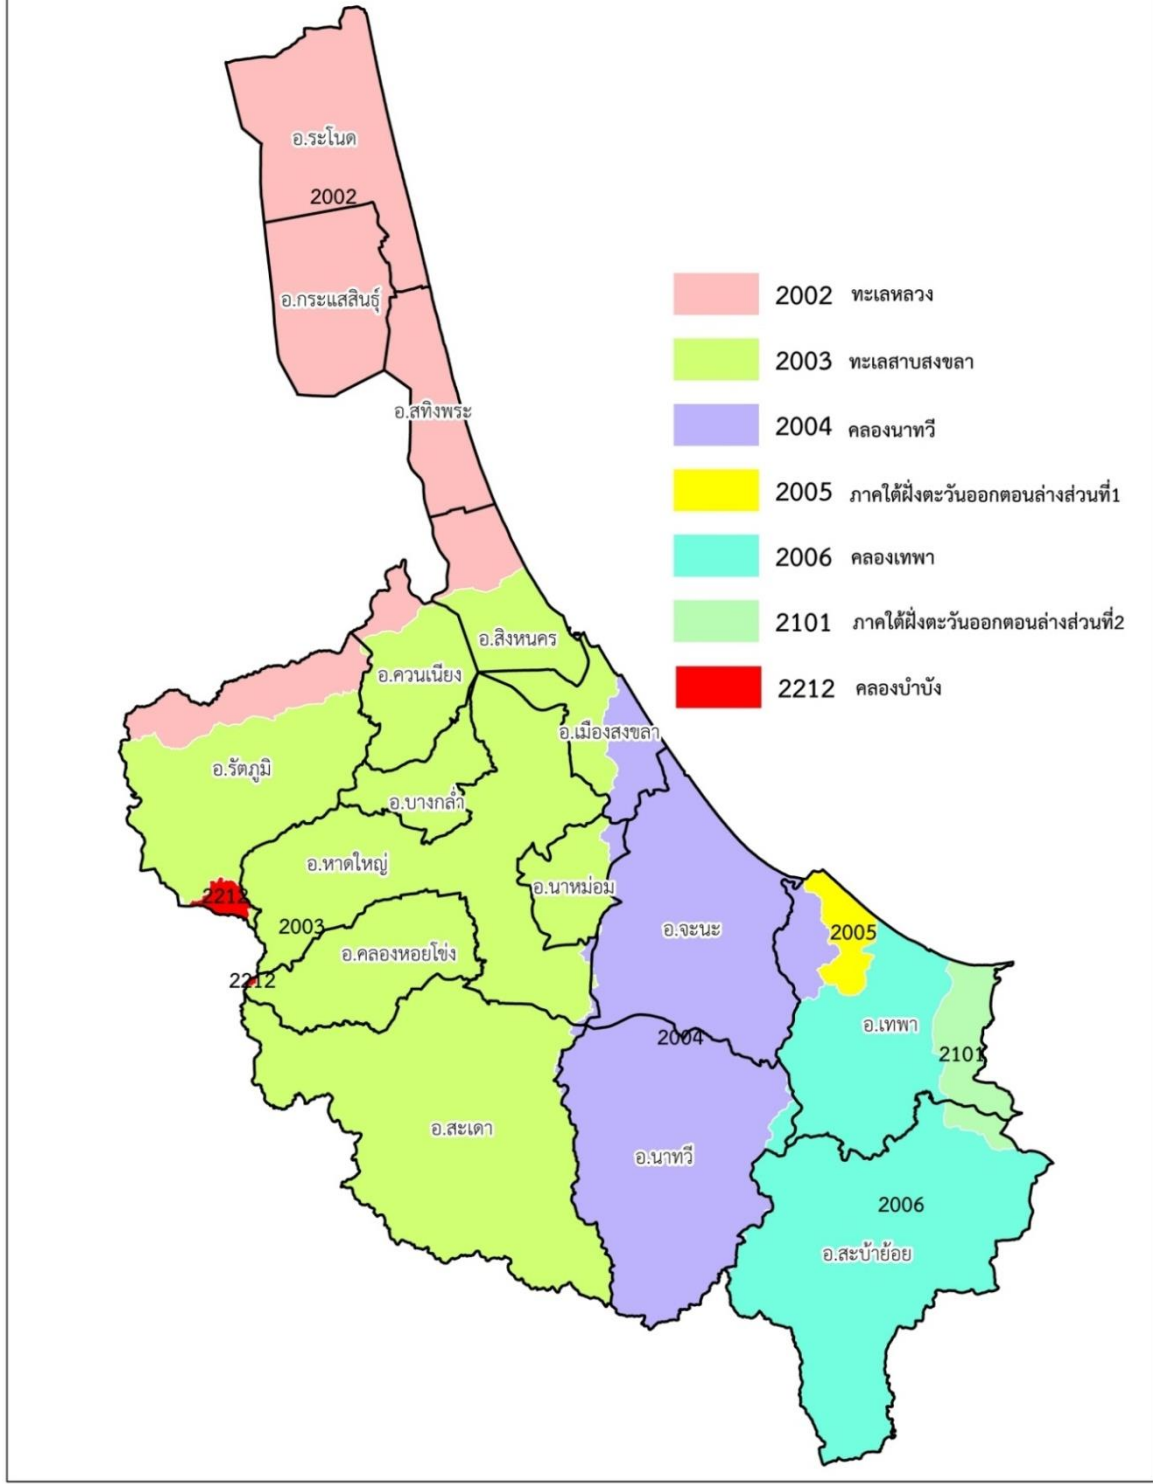 อ.ระโนด
2002
อ.กระแสสินธุ์
2002 ทะเลหลวง
2003 ทะเลสาบสงขลา
อ.สทิงพระ
2004 คลองนาทวี
2005 ภาคใต้ฝั่งตะวันออกตอนล่างส่วนที่1
2006 คลองเทพา
2101 ภาคใต้ฝั่งตะวันออกตอนล่างส่วนที่2
อ.สิงหนคร
อ.ควนเนียง
2212 คลองบำบัง
อ.เมืองสงขลา
อ.รัตภูมิ
อ.บางกล่ำ
อ.หาดใหญ่
อ.นาหม่อม
2212
2003
อ.จะนะ
2005
อ.คลองหอยโข่ง
2212
อ.เทพา
2004
2101
อ.สะเดา
อ.นาทวี
2006
อ.สะบ้าย้อย